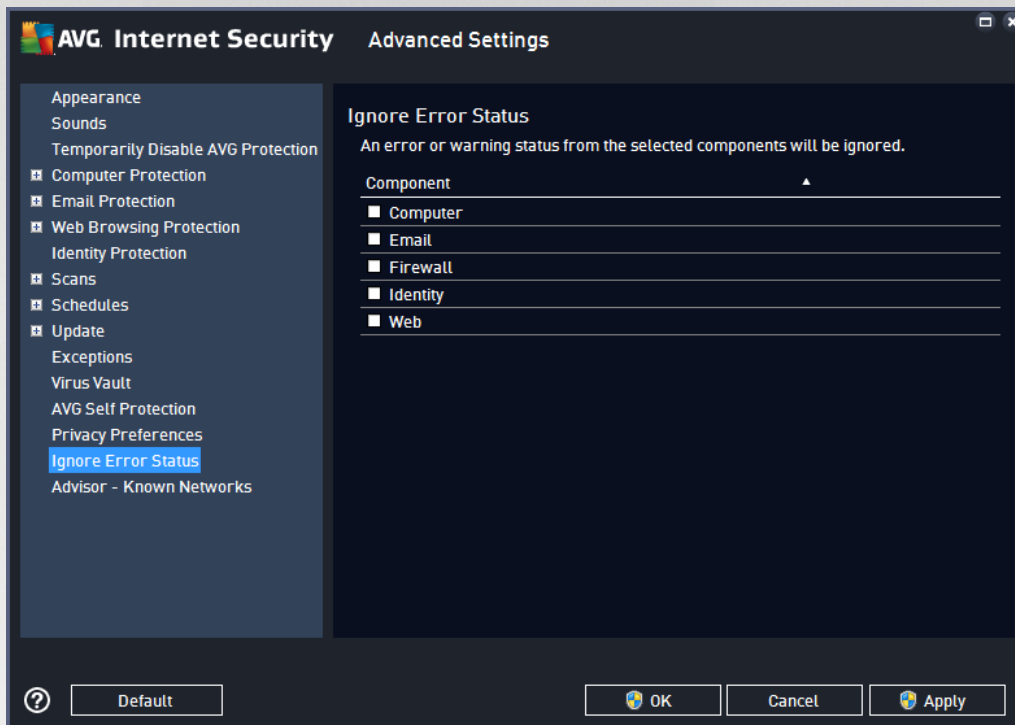 AVG. Internet Security Advanced Settings
Appearance
Sounds
Temporarily Disable AVG Protection
Computer Protection
Email Protection
Web Browsing Protection
Identity Protection
Scans
Schedules
Update
Exceptions
Virus Vault
AVG Self Protection
Privacy Preferences
Ignore Error Status
Advisor - Known Networks
Ignore Error Status
An error or warning status from the selected components will be ignored.
Component
Computer
Email
Firewall
Identity
Web
? Default OK Cancel Apply